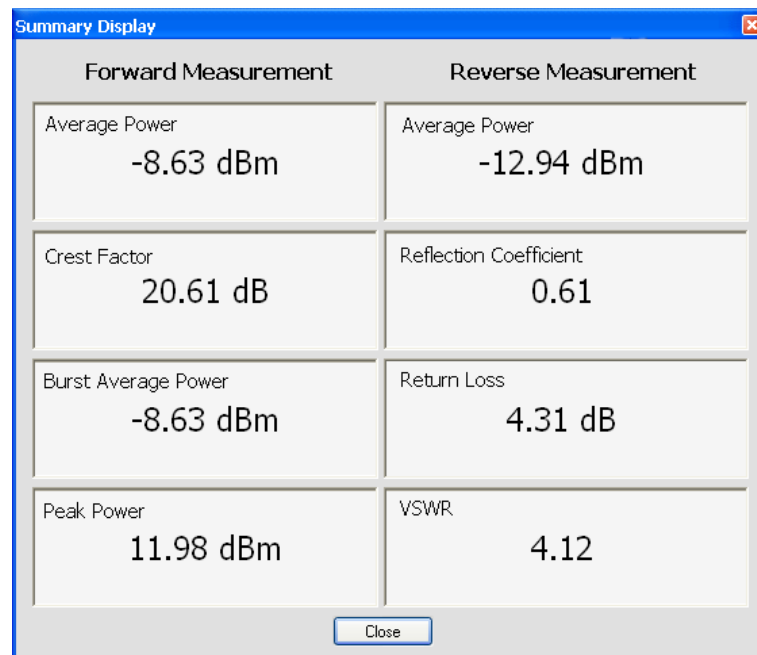 Summary Display
Forward Measurement
Reverse Measurement
Average Power
-8.63 dBm
Average Power
-12.94 dBm
Crest Factor
20.61 dB
Reflection Coefficient
0.61
Burst Average Power
-8.63 dBm
Return Loss
4.31 dB
Peak Power
11.98 dBm
VSWR
4.12
Close